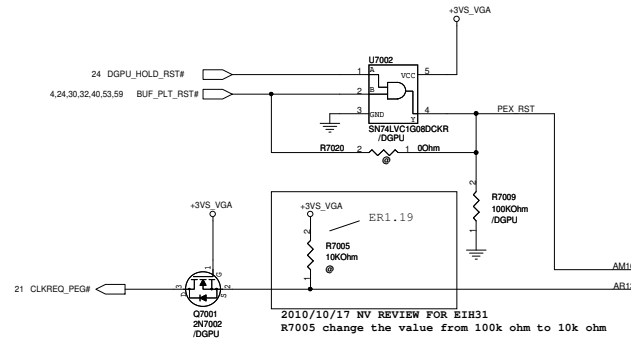 +3VS_VGA
U7002
24 DGPU_HOLD_RST#
1 A
VCC 5
4,24,30,32,40,53,59 BUF_PLT_RST#
2 B
3 GND
Y 4
PEX_RST
SN74LVC1G08DCKR
/DGPU
R7020 2 1 0Ohm
@
2
R7009
100KOhm
/DGPU
1
+3VS_VGA
+3VS_VGA
ER1.19
2
R7005
10KOhm
@
1
1
G
21 CLKREQ_PEG#
3 D
S 2
AR12
Q7001
2N7002
/DGPU
2010/10/17 NV REVIEW FOR EIH31
R7005 change the value from 100k ohm to 10k ohm